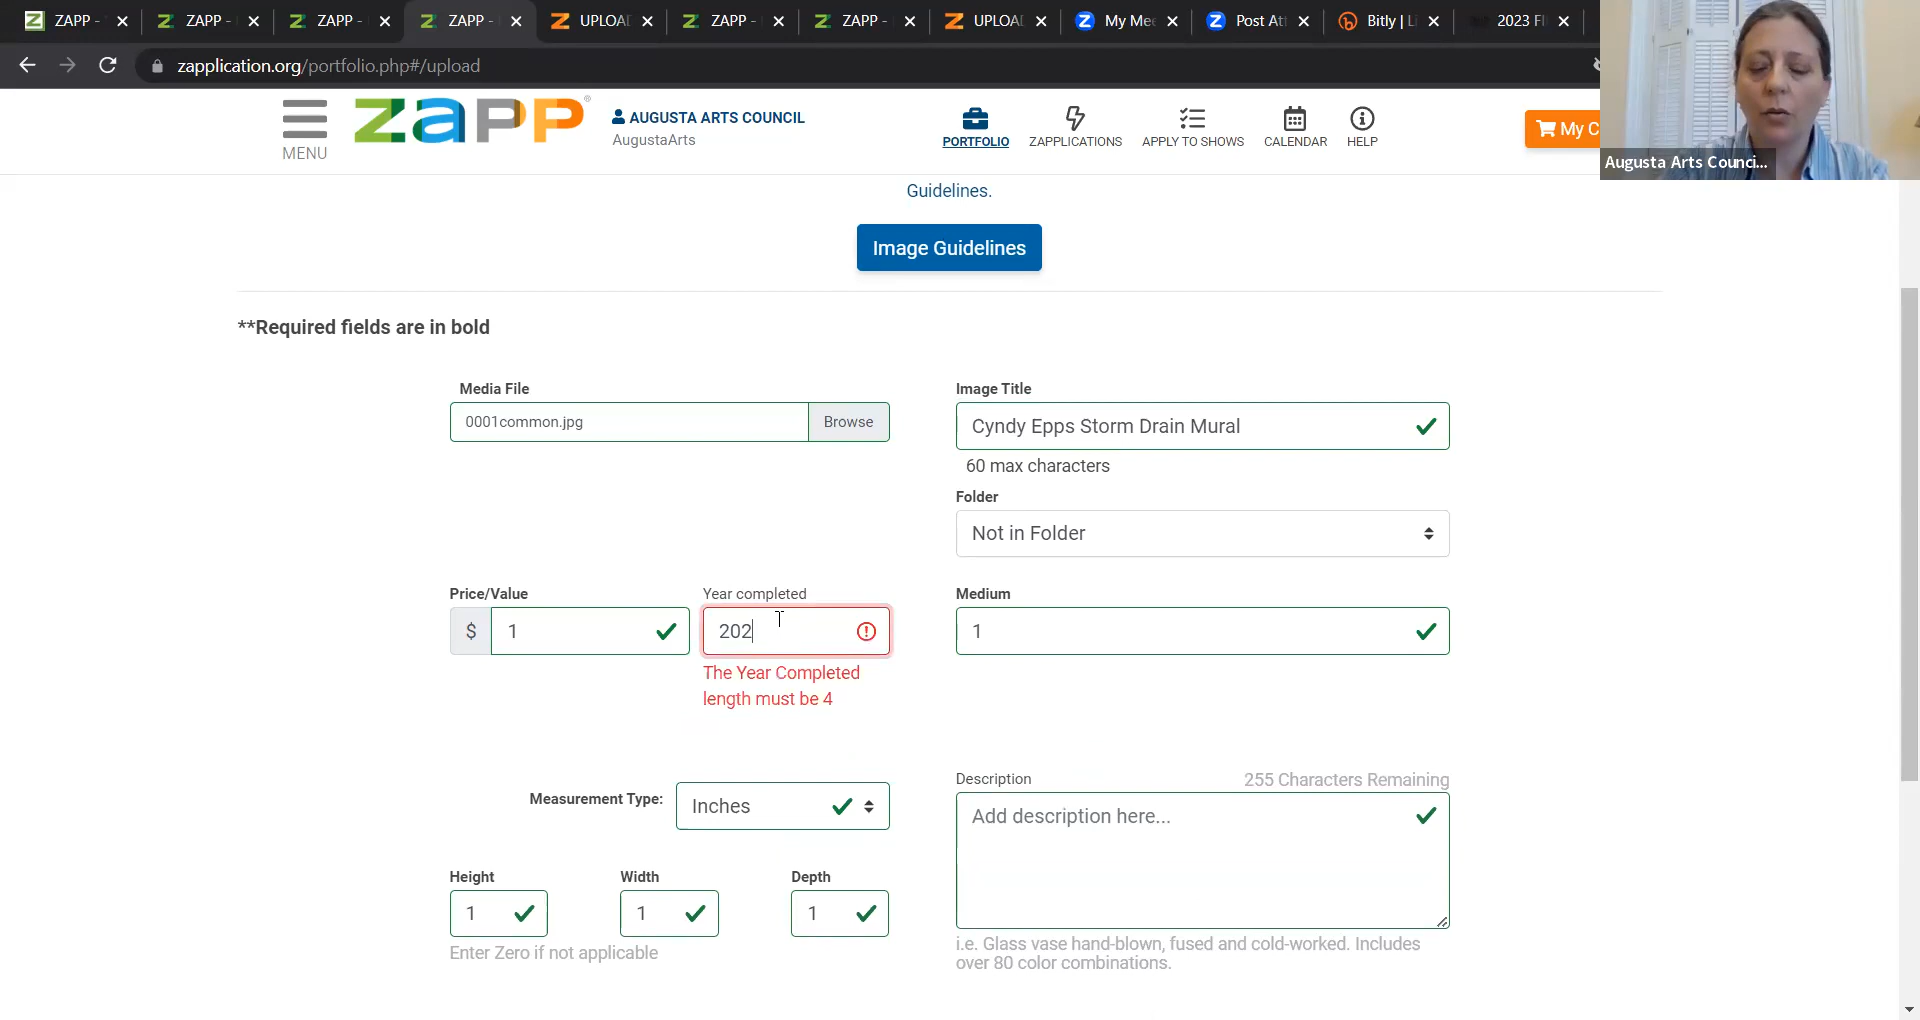 ZAPP -
ZAPP -
ZAPP -
ZAPP -
UPLOA
ZAPP -
ZAPP -
UPLOA
My Me
Post At
Bitly | L
2023 F
zapplication.org/portfolio.php#/upload
MENU
zapp®
AUGUSTA ARTS COUNCIL
AugustaArts
PORTFOLIO
ZAPPLICATIONS
APPLY TO SHOWS
CALENDAR
HELP
My C
Augusta Arts Counci...
Guidelines.
Image Guidelines
**Required fields are in bold
Media File
0001common.jpg
Browse
Image Title
Cyndy Epps Storm Drain Mural
60 max characters
Folder
Not in Folder
Price/Value
$ 1
Year completed
202
The Year Completed
length must be 4
Medium
1
Measurement Type:
Inches
Description
255 Characters Remaining
Add description here...
Height
1
Width
1
Depth
1
Enter Zero if not applicable
i.e. Glass vase hand-blown, fused and cold-worked. Includes
over 80 color combinations.